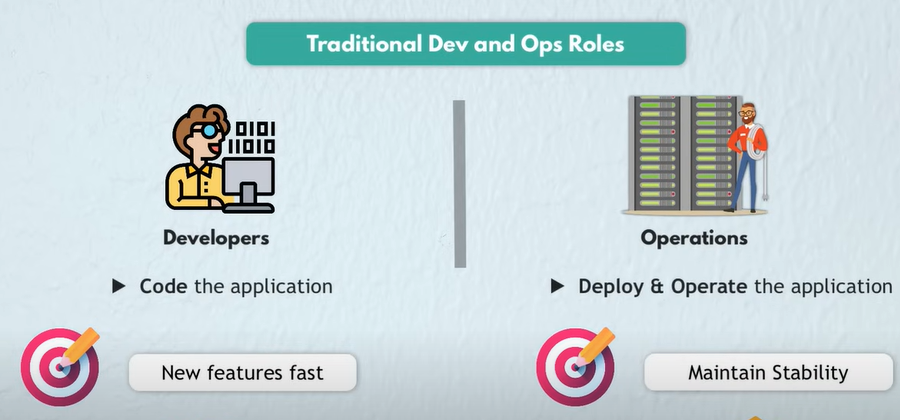 Traditional Dev and Ops Roles
0101
11010
Developers
Operations
▶ Code the application
▶ Deploy & Operate the application
New features fast
Maintain Stability